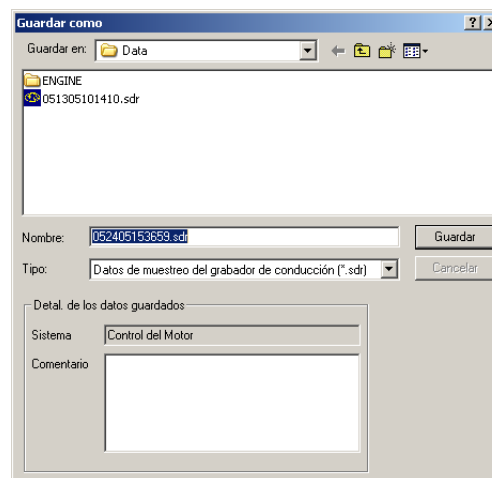 Guardar como
Guardar en: Data
ENGINE
051305101410.sdr
Nombre: 052405153659.sdr Guardar
Tipo: Datos de muestreo del grabador de conducción (*.sdr) Cancelar
Detal. de los datos guardados
Sistema Control del Motor
Comentario